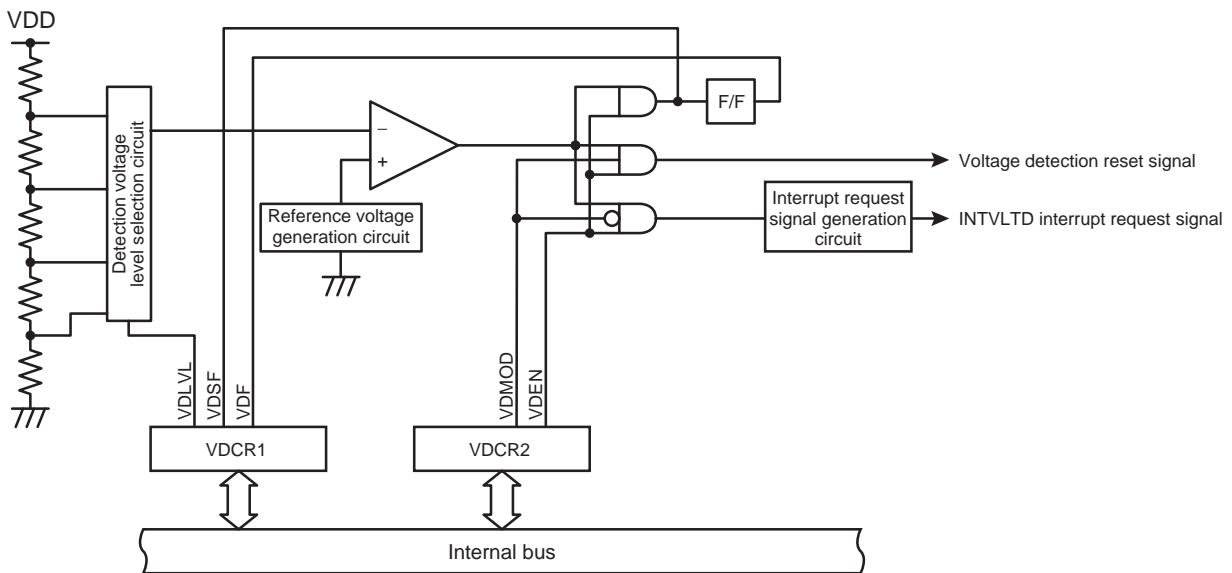 VDD
Detection voltage
level selection circuit
−
+
Reference voltage
generation circuit
F/F
Voltage detection reset signal
Interrupt request
signal generation
circuit
INTVLTD interrupt request signal
VDLVL
VDSF
VDF
VDMOD
VDEN
VDCR1
VDCR2
Internal bus